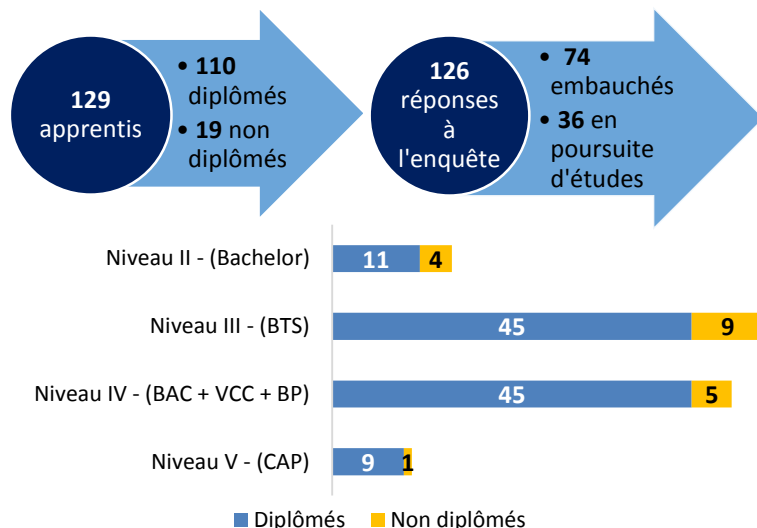 129
apprentis
• 110
diplômés
• 19 non
diplômés
126
réponses
à
l'enquête
• 74
embauchés
• 36 en
poursuite
d'études
Niveau II - (Bachelor)
11
4
Niveau III - (BTS)
45
9
Niveau IV - (BAC + VCC + BP)
45
5
Niveau V - (CAP)
9
1
Diplômés
Non diplômés